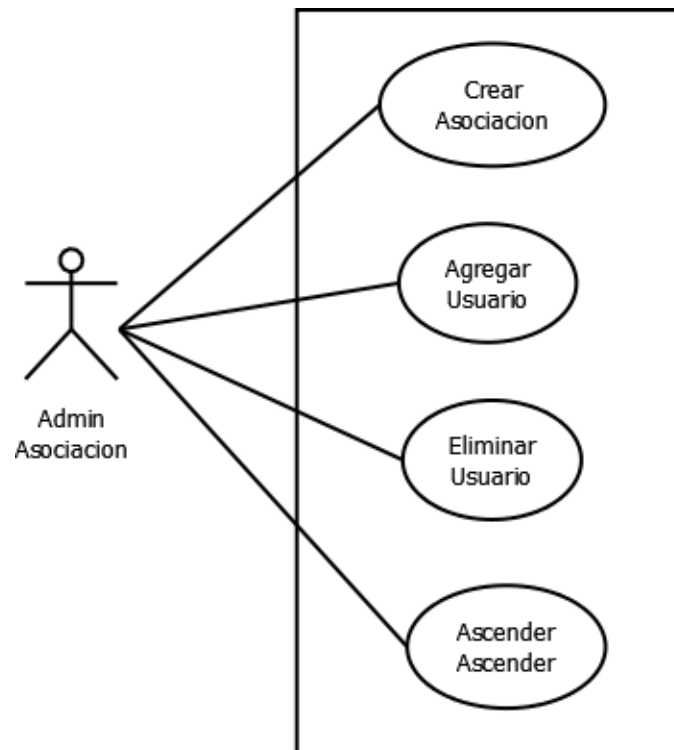 Crear
Asociacion
Agregar
Usuario
Admin
Asociacion
Eliminar
Usuario
Ascender
Ascender